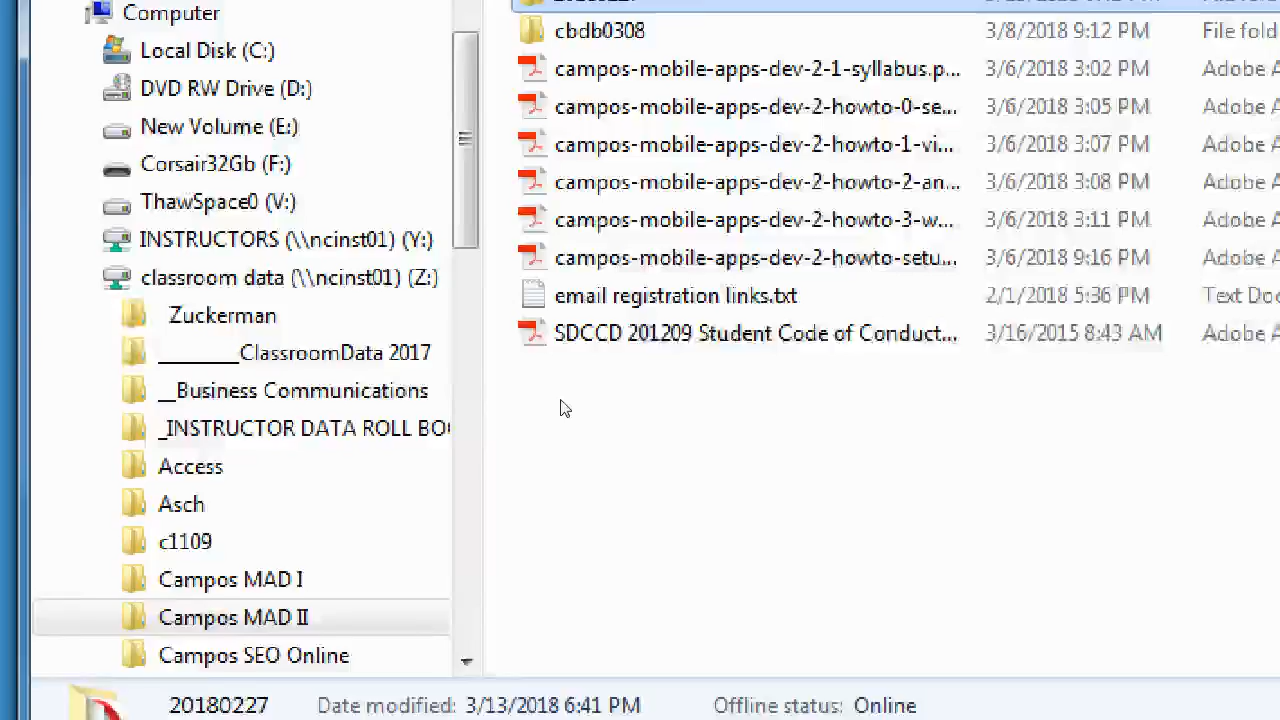 Computer
Local Disk (C:)
DVD RW Drive (D:)
New Volume (E:)
Corsair32Gb (F:)
ThawSpace0 (V:)
INSTRUCTORS (\\ncinst01) (Y:)
classroom data (\\ncinst01) (Z:)
Zuckerman
________ClassroomData 2017
__Business Communications
_INSTRUCTOR DATA ROLL BO
Access
Asch
c1109
Campos MAD I
Campos MAD II
Campos SEO Online
cbdb0308 3/8/2018 9:12 PM File fold
campos-mobile-apps-dev-2-1-syllabus.p... 3/6/2018 3:02 PM Adobe A
campos-mobile-apps-dev-2-howto-0-se... 3/6/2018 3:05 PM Adobe A
campos-mobile-apps-dev-2-howto-1-vi... 3/6/2018 3:07 PM Adobe A
campos-mobile-apps-dev-2-howto-2-an... 3/6/2018 3:08 PM Adobe A
campos-mobile-apps-dev-2-howto-3-w... 3/6/2018 3:11 PM Adobe A
campos-mobile-apps-dev-2-howto-setu... 3/6/2018 9:16 PM Adobe A
email registration links.txt 2/1/2018 5:36 PM Text Doc
SDCCD 201209 Student Code of Conduct... 3/16/2015 8:43 AM Adobe A
20180227 Date modified: 3/13/2018 6:41 PM Offline status: Online